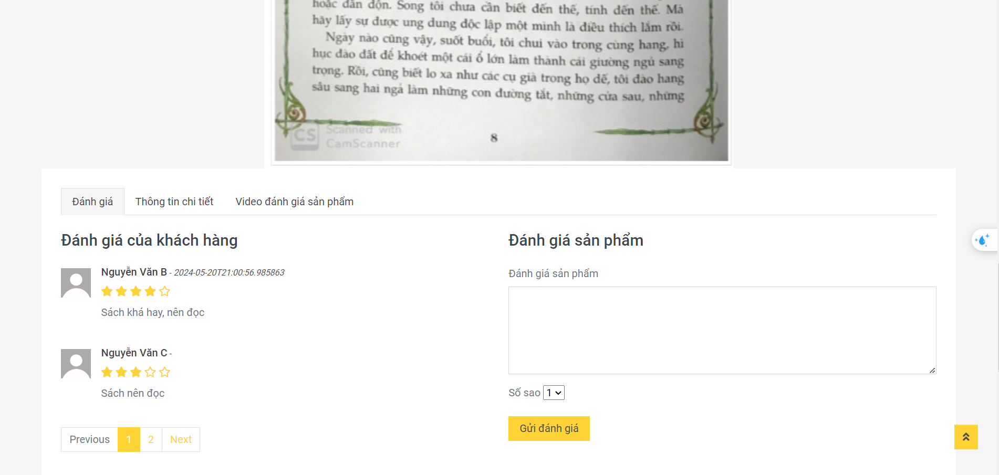 hoặc đần độn. Song tôi chưa cần biết đến thế, tính đến thế. Mà
hãy lấy sự được ung dung độc lập một mình là điều thích lắm rồi.
Ngày nào cũng vậy, suốt buổi, tôi chui vào trong cùng hang, hì
hục đào đất để khoét một cái ổ lớn làm thành cái giường ngủ sang
trọng. Rồi, cũng biết lo xa như các cụ già trong họ dế, tôi đào hang
sâu sang hai ngả làm những con đường tắt, những cửa sau, những
CS Scanned with
CamScanner
8
Đánh giá
Thông tin chi tiết
Video đánh giá sản phẩm
Đánh giá của khách hàng
Nguyễn Văn B - 2024-05-20T21:00:56.985863
Sách khá hay, nên đọc
Nguyễn Văn C -
Sách nên đọc
Previous 1 2 Next
Đánh giá sản phẩm
Đánh giá sản phẩm
Số sao 1
Gửi đánh giá